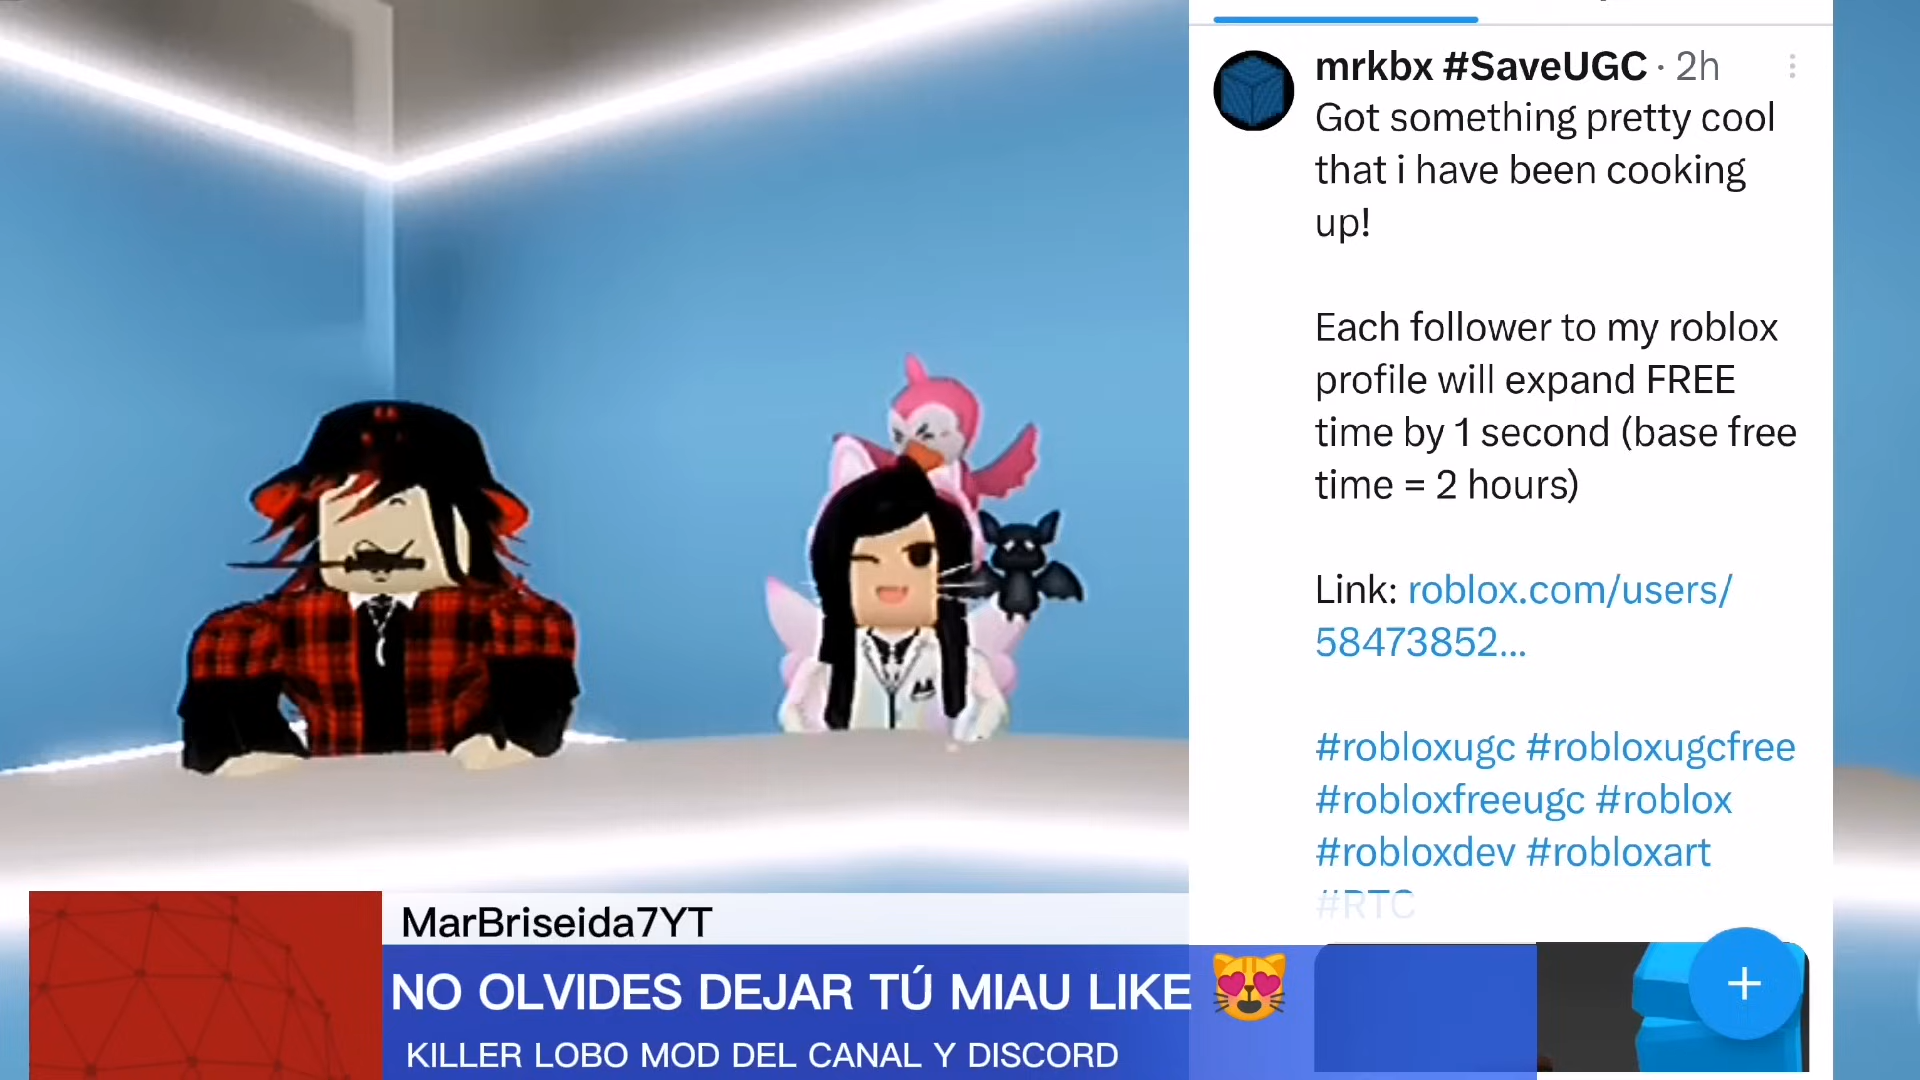 mrkbx #SaveUGC · 2h
Got something pretty cool
that i have been cooking
up!
Each follower to my roblox
profile will expand FREE
time by 1 second (base free
time = 2 hours)
Link: roblox.com/users/
58473852...
#robloxugc #robloxugcfree
#robloxfreeugc #roblox
#robloxdev #robloxart
#RTC
MarBriseida7YT
NO OLVIDES DEJAR TÚ MIAU LIKE 😻
KILLER LOBO MOD DEL CANAL Y DISCORD